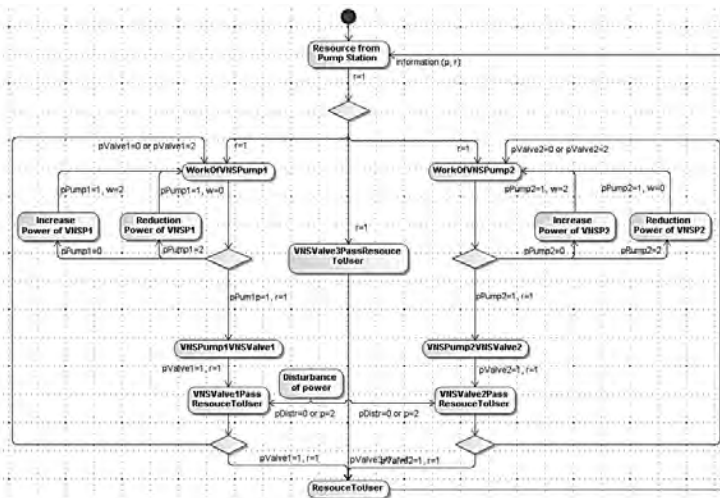 Resource from
Pump Station
information (p, r)
r=1
pValve1=0 or pValve1=2
r=1
r=1
pValve2=0 or pValve2=2
WorkOfVNSPump1
WorkOfVNSPump2
pPump1=1, w=2
pPump1=1, w=0
pPump2=1, w=2
pPump2=1, w=0
Increase
Power of VNSP1
Reduction
Power of VNSP1
r=1
Increase
Power of VNSP2
Reduction
Power of VNSP2
pPump1=0
pPump1=2
VNSValve3PassResouce
ToUser
pPump2=0
pPump2=2
pPum1p=1, r=1
pPump2=1, r=1
VNSPump1VNSValve1
VNSPump2VNSValve2
pValve1=1, r=1
Disturbance
of power
pValve2=1, r=1
VNSValve1Pass
ResouceToUser
VNSValve2Pass
ResouceToUser
pDistr=0 or p=2
pDistr=0 or p=2
pValve1=1, r=1
pValve2=1, r=1
ResouceToUser